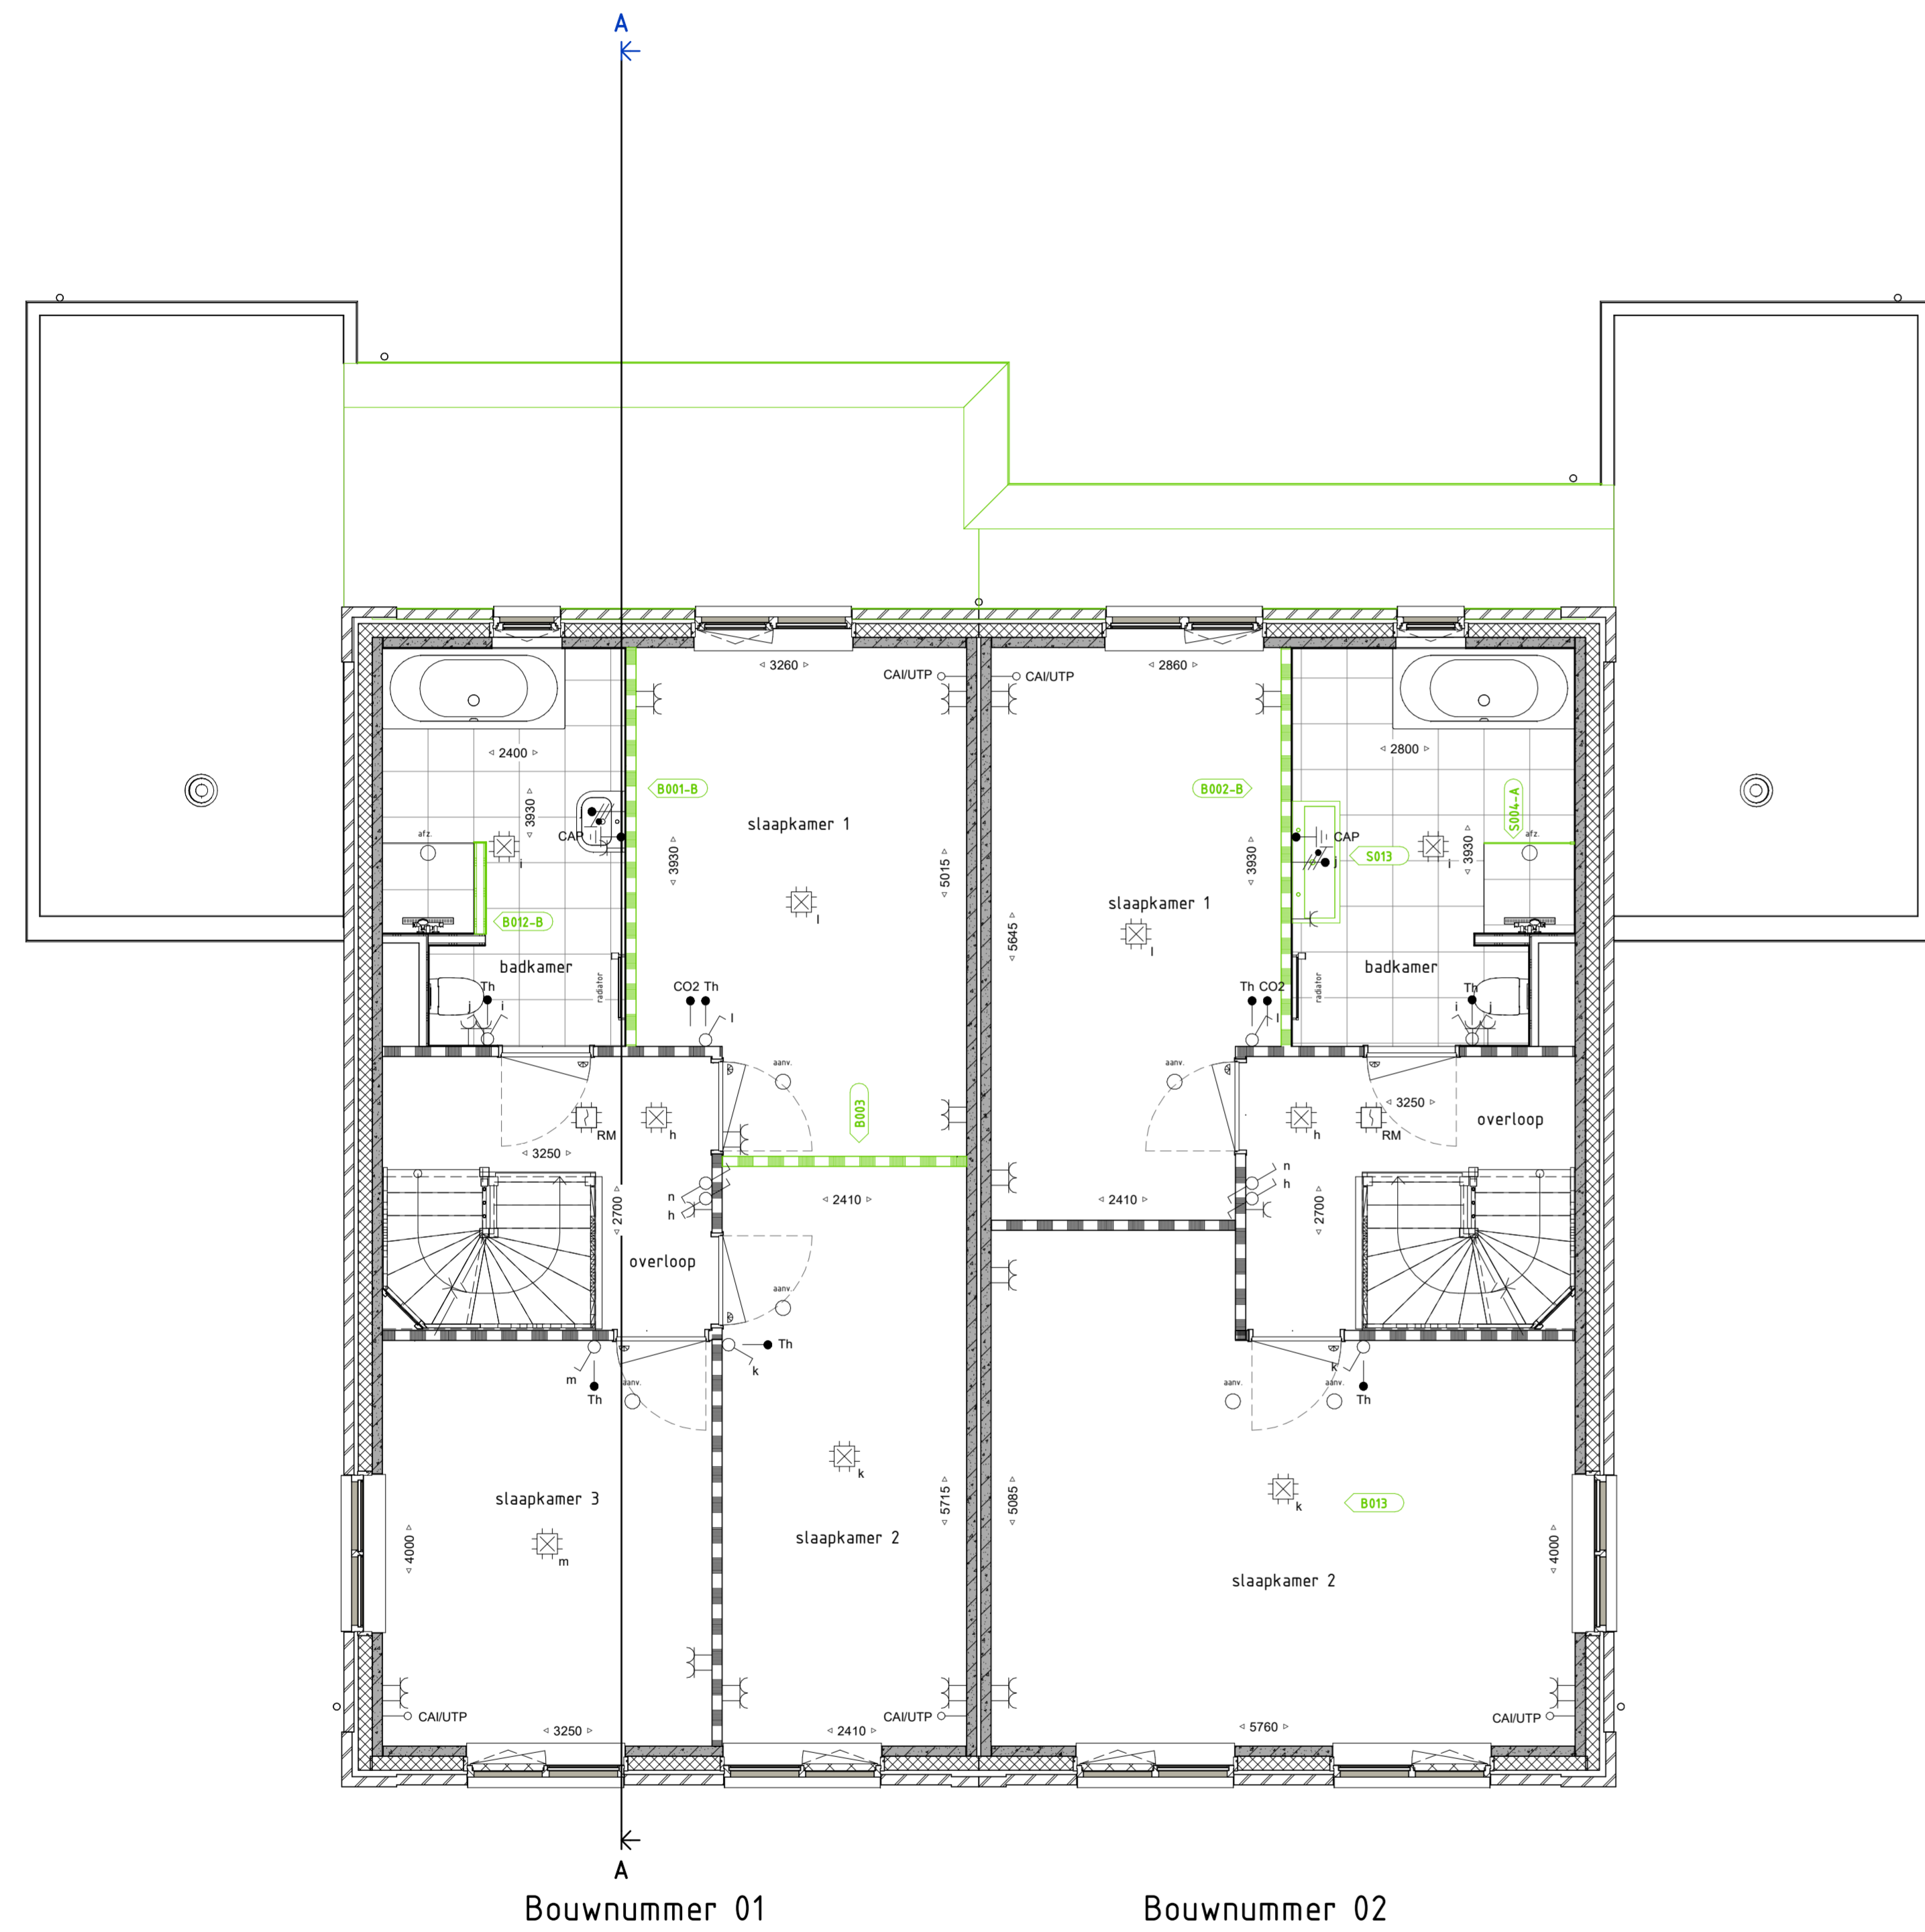 A
3260
CAI/UTP
CAI/UTP
2860
2400
2800
B001-B
B002-B
3930
slaapkamer 1
S004-A
afz.
CAP
i
3930
5015
3930
CAP
j
S013
i
3930
afz.
l
slaapkamer 1
l
B012-B
5645
badkamer
badkamer
radiator
radiator
Th
j
i
CO2 Th
l
Th CO2
l
Th
i
j
aanv.
aanv.
B003
RM
h
3250
3250
h
RM
overloop
n
h
2700
2410
2410
n
h
2700
overloop
aanv.
m
Th
aanv.
Th
k
aanv.
k
aanv.
Th
k
slaapkamer 3
m
4000
slaapkamer 2
5715
5085
k
B013
4000
slaapkamer 2
CAI/UTP
3250
2410
CAI/UTP
5760
CAI/UTP
A
Bouwnummer 01
Bouwnummer 02